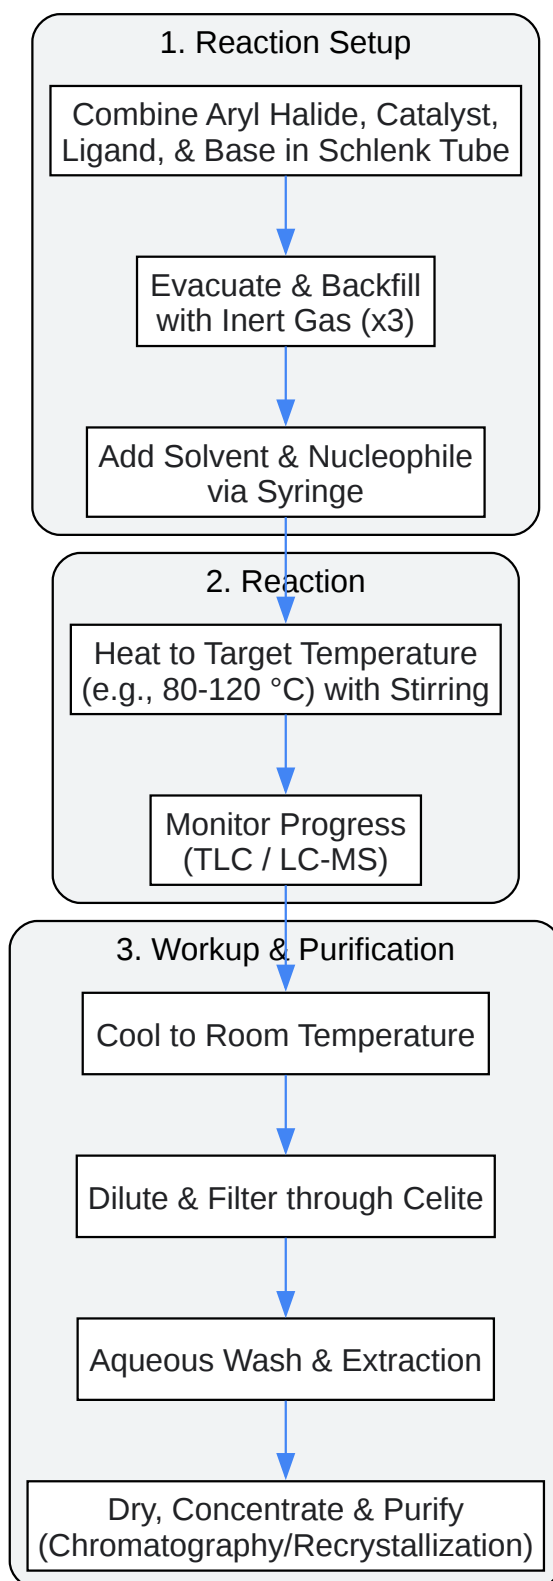 1. Reaction Setup
Combine Aryl Halide, Catalyst,
Ligand, & Base in Schlenk Tube
Evacuate & Backfill
with Inert Gas (x3)
Add Solvent & Nucleophile
via Syringe
2. Reaction
Heat to Target Temperature
(e.g., 80-120 °C) with Stirring
Monitor Progress
(TLC / LC-MS)
3. Workup & Purification
Cool to Room Temperature
Dilute & Filter through Celite
Aqueous Wash & Extraction
Dry, Concentrate & Purify
(Chromatography/Recrystallization)